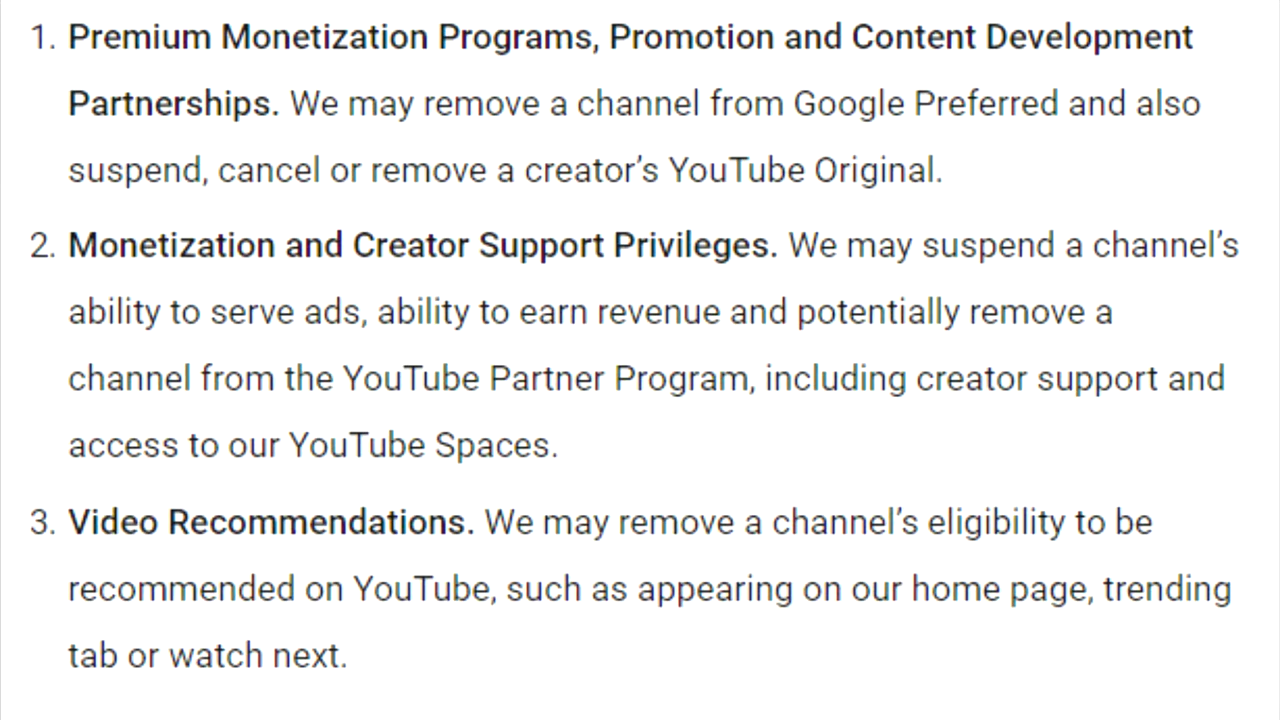 1. Premium Monetization Programs, Promotion and Content Development
Partnerships. We may remove a channel from Google Preferred and also
suspend, cancel or remove a creator’s YouTube Original.
2. Monetization and Creator Support Privileges. We may suspend a channel’s
ability to serve ads, ability to earn revenue and potentially remove a
channel from the YouTube Partner Program, including creator support and
access to our YouTube Spaces.
3. Video Recommendations. We may remove a channel’s eligibility to be
recommended on YouTube, such as appearing on our home page, trending
tab or watch next.